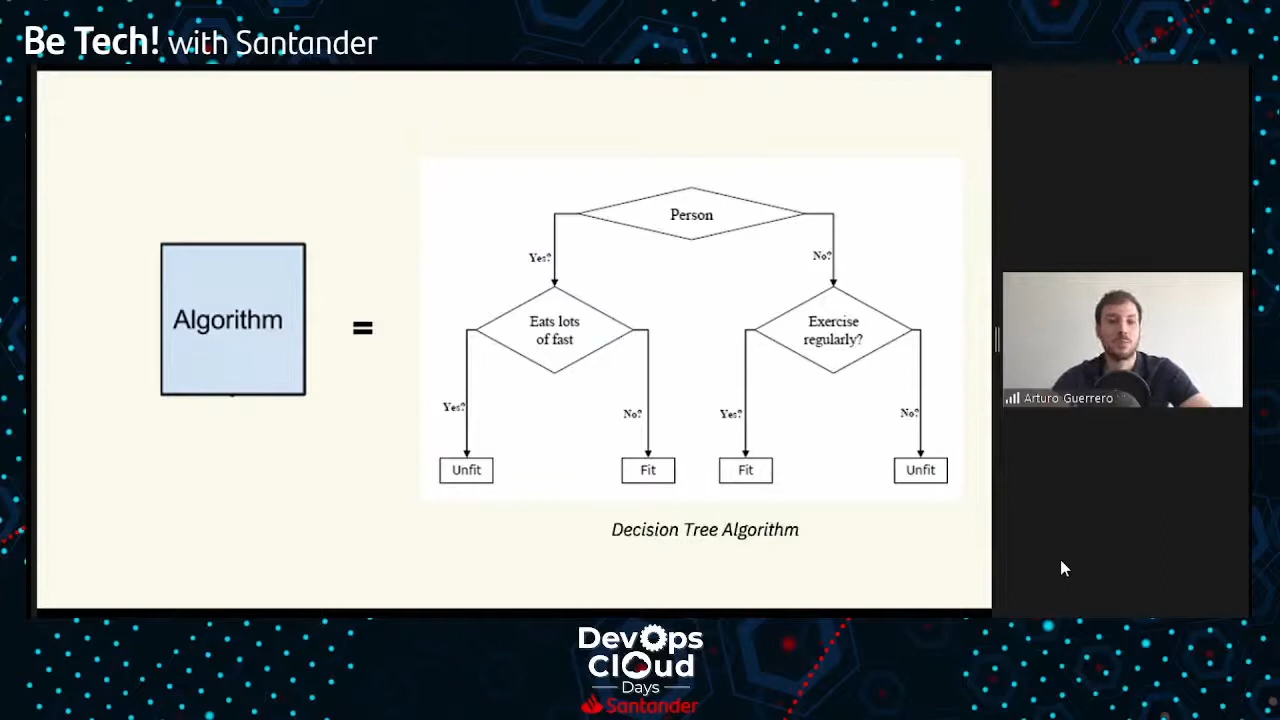 Be Tech! with Santander
Algorithm
=
Person
Yes?
No?
Eats lots
of fast
Exercise
regularly?
Yes?
No?
Yes?
No?
Unfit
Fit
Fit
Unfit
Decision Tree Algorithm
Arturo Guerrero
DevOps
Cloud
Days
Santander